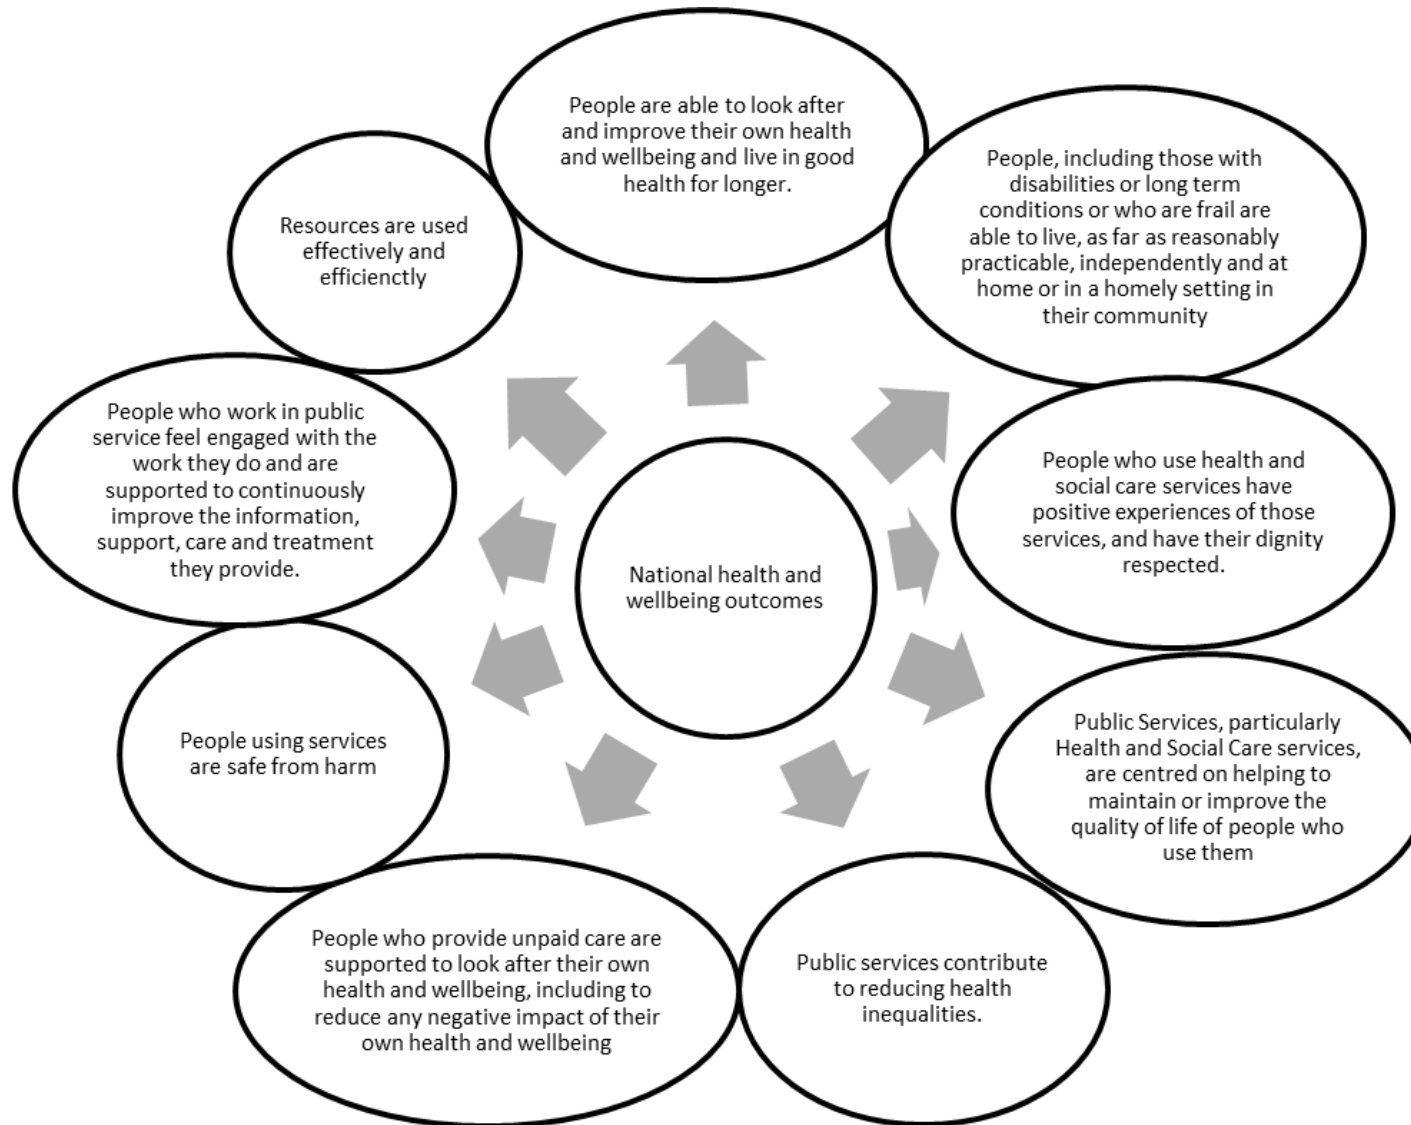 People are able to look after
and improve their own health
and wellbeing and live in good
health for longer.
People, including those with
disabilities or long term
conditions or who are frail are
able to live, as far as reasonably
practicable, independently and at
home or in a homely setting in
their community
People who use health and
social care services have
positive experiences of those
services, and have their dignity
respected.
Public Services, particularly
Health and Social Care services,
are centred on helping to
maintain or improve the
quality of life of people who
use them
Public services contribute
to reducing health
inequalities.
People who provide unpaid care are
supported to look after their own
health and wellbeing, including to
reduce any negative impact of their
own health and wellbeing
People using services
are safe from harm
People who work in public
service feel engaged with the
work they do and are
supported to continuously
improve the information,
support, care and treatment
they provide.
Resources are used
effectively and
efficienctly
National health and
wellbeing outcomes